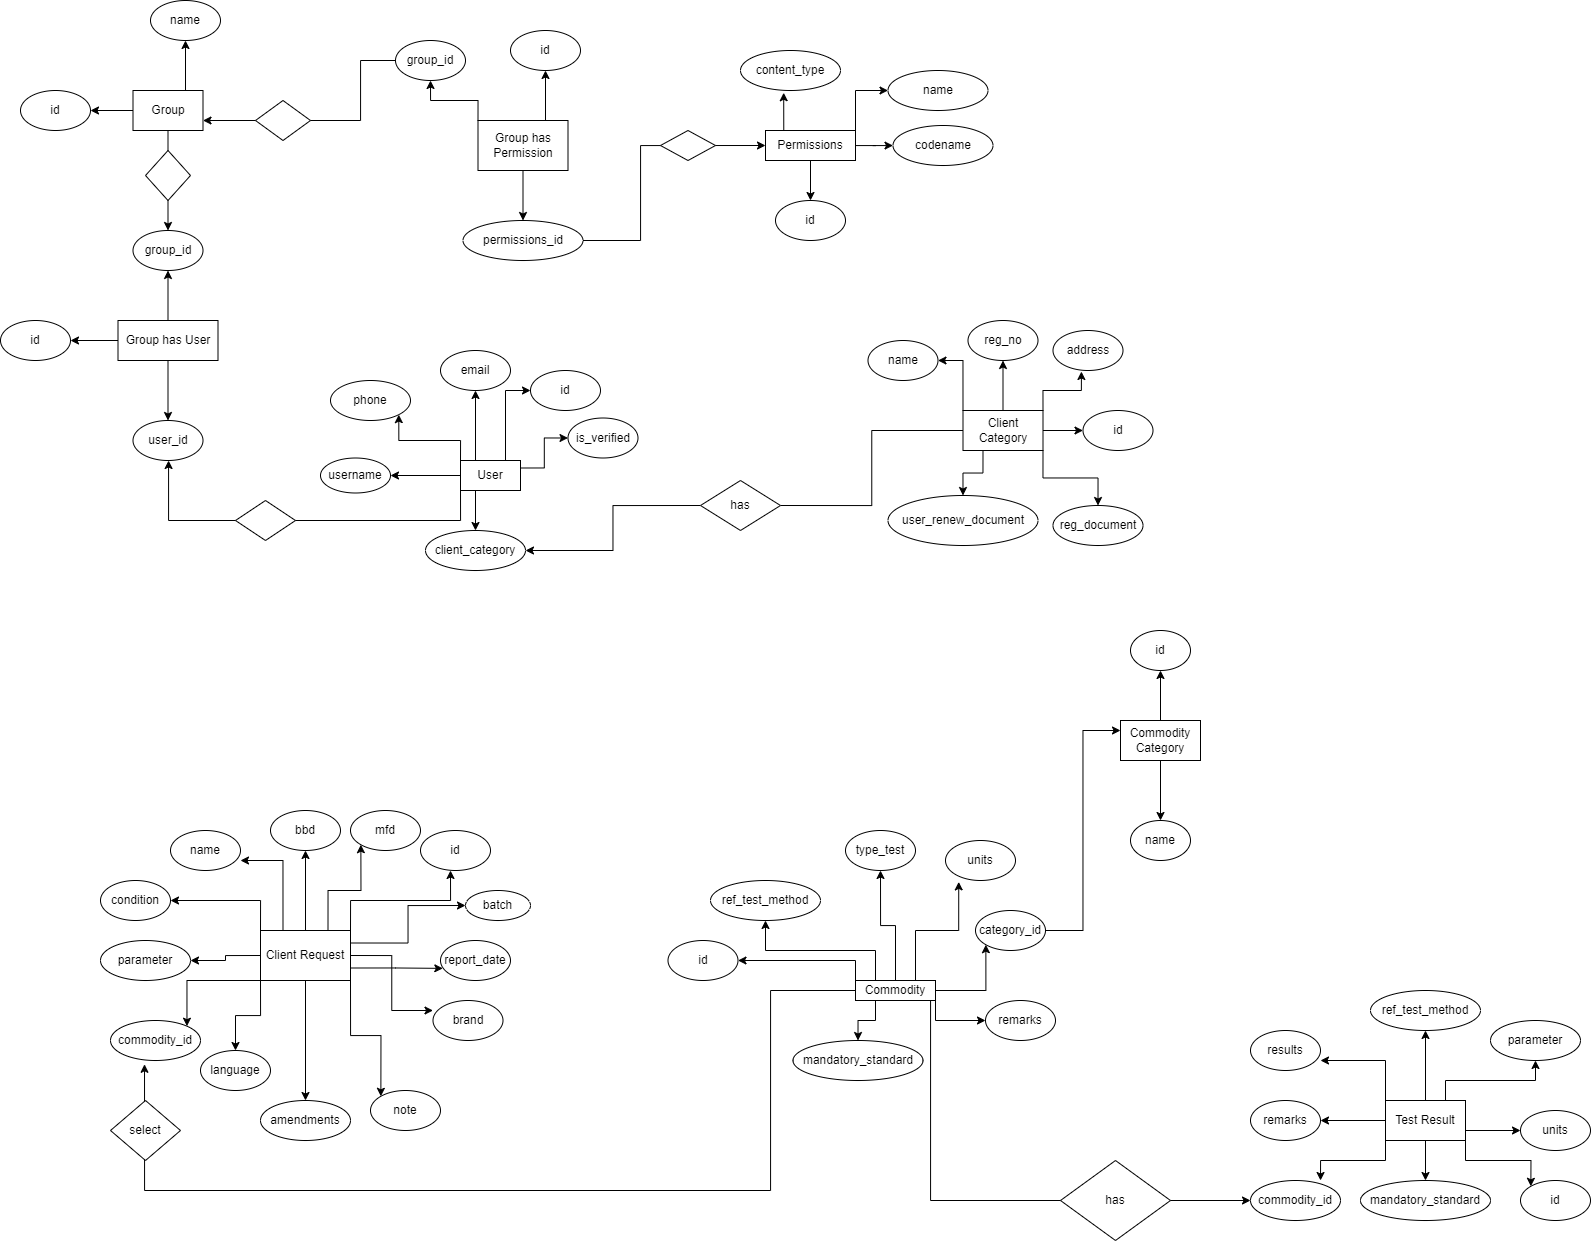 name
group_id
id
content_type
name
id
Group
Group has
Permission
Permissions
codename
id
permissions_id
group_id
id
Group has User
user_id
email
phone
id
is_verified
username
User
client_category
has
name
reg_no
address
Client
Category
id
user_renew_document
reg_document
id
Commodity
Category
name
bbd
mfd
name
id
condition
batch
Client Request
parameter
report_date
commodity_id
brand
language
amendments
note
select
type_test
units
ref_test_method
category_id
id
Commodity
remarks
mandatory_standard
has
ref_test_method
results
parameter
remarks
Test Result
units
commodity_id
mandatory_standard
id